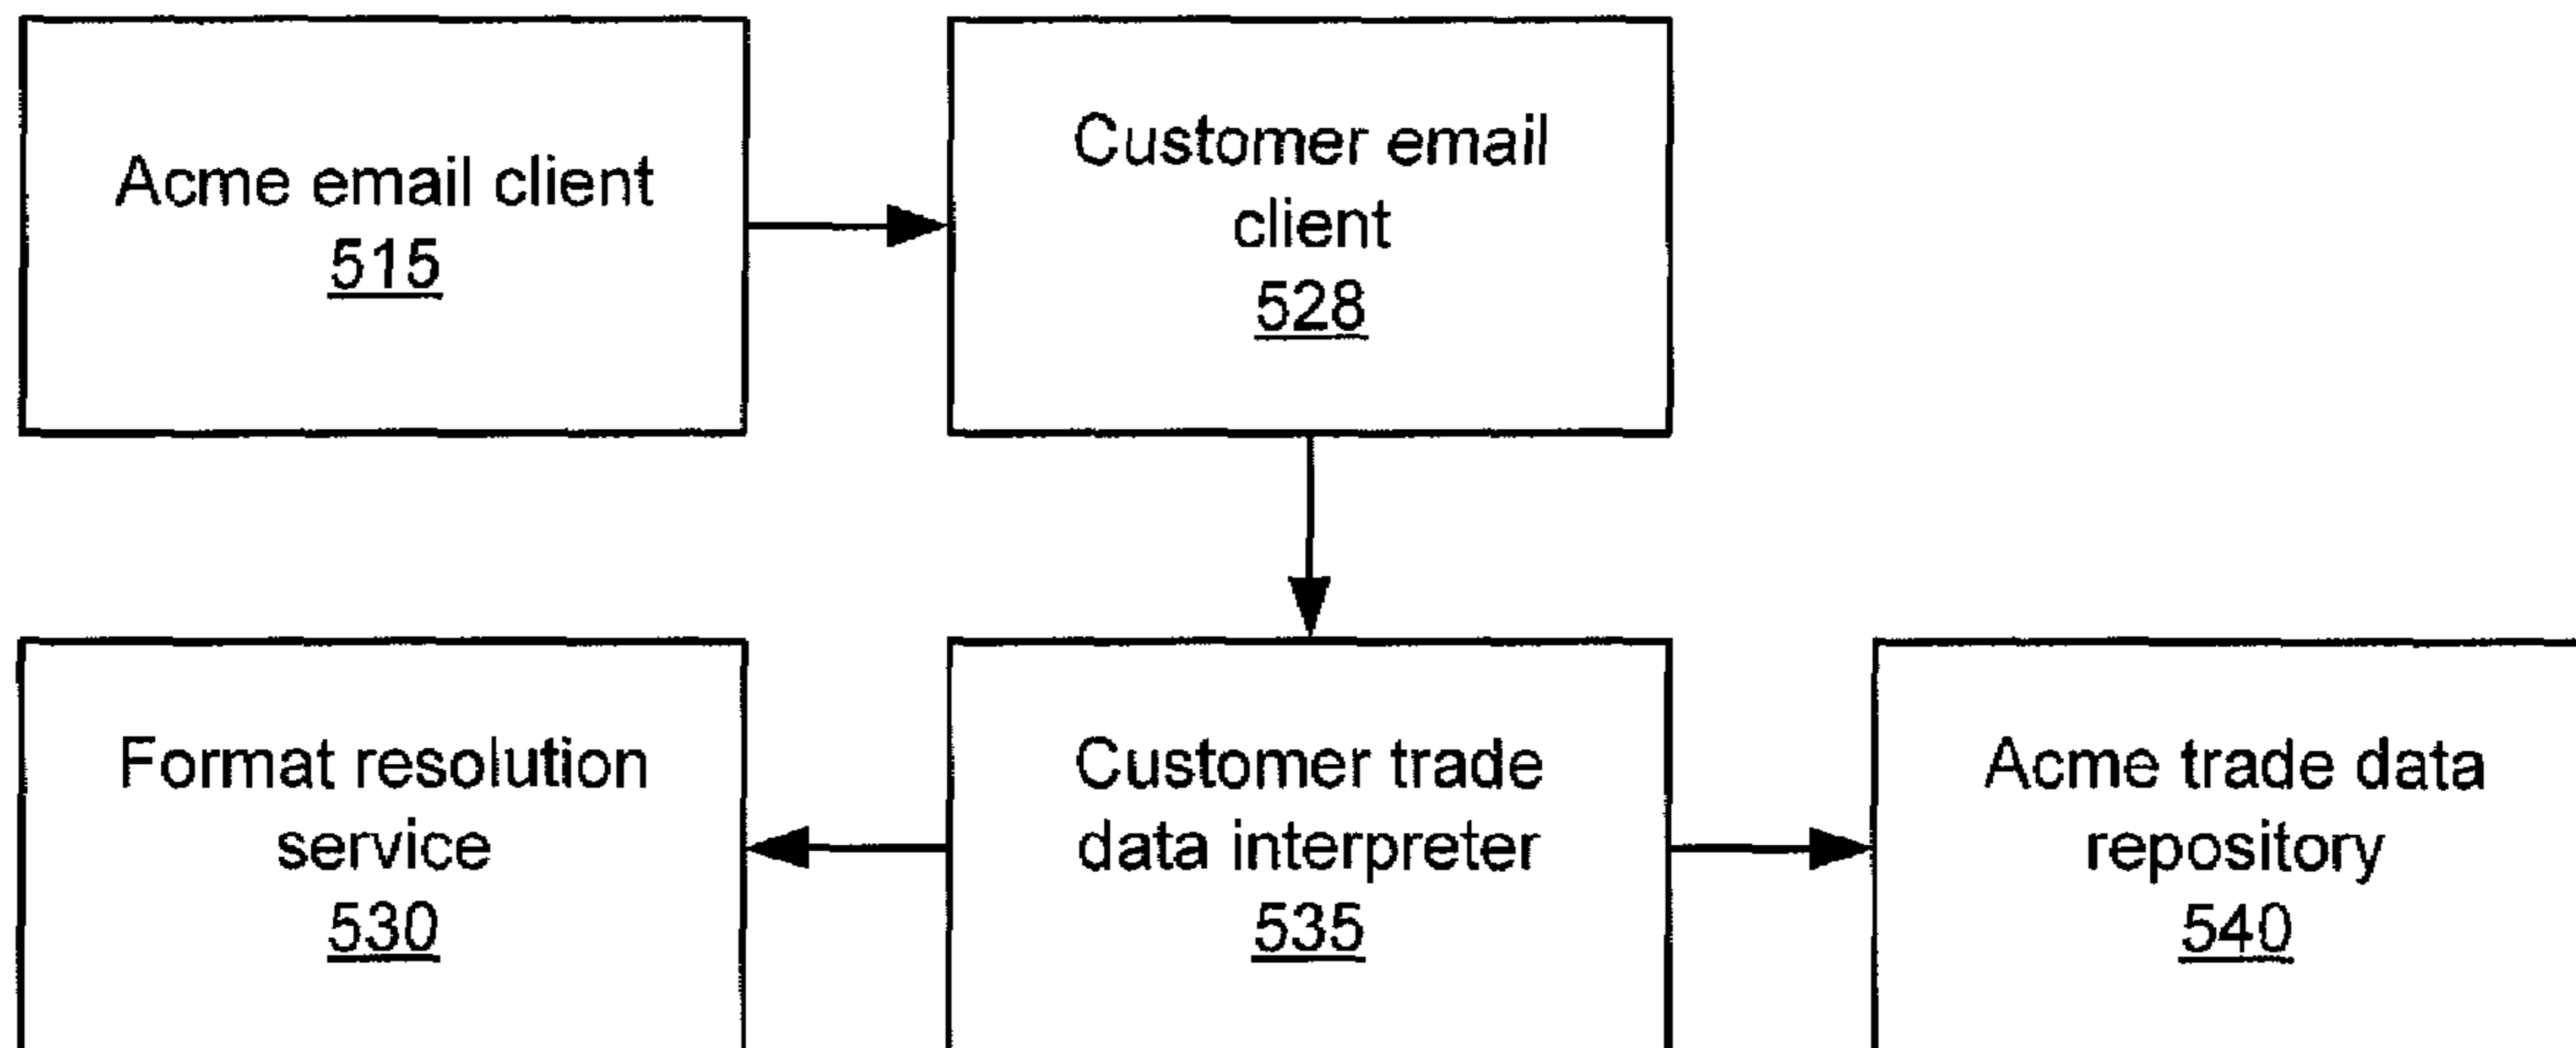 Acme email client
515
Customer email
client
528
Format resolution
service
530
Customer trade
data interpreter
535
Acme trade data
repository
540